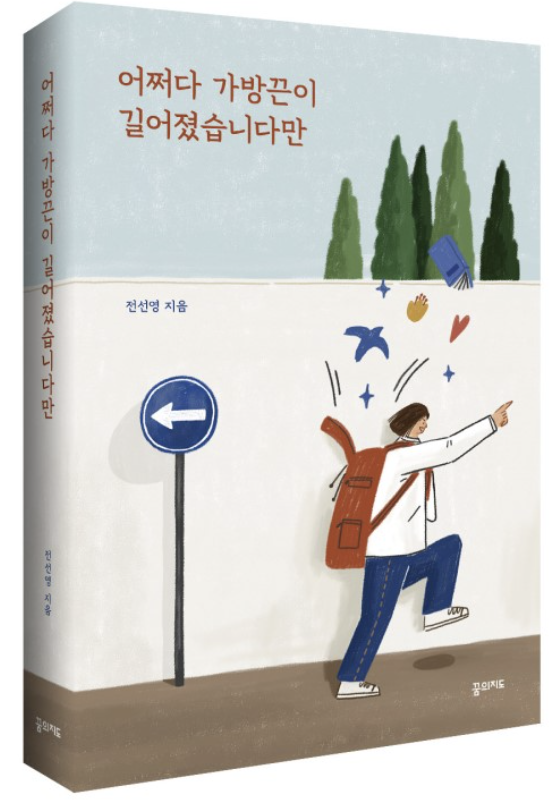 어쩌다 가방끈이
길어졌습니다만
전선영 지음
꿈의지도
어쩌다 가방끈이 길어졌습니다만
전선영 지음
꿈의지도